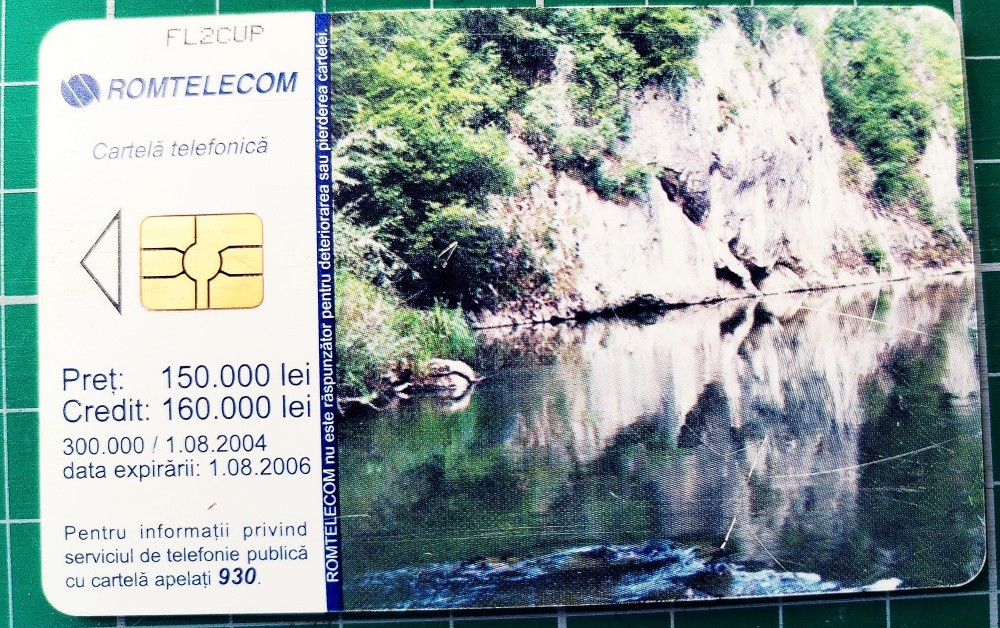 FL2CUP
ROMTELECOM
Cartelă telefonică
Preț: 150.000 lei
Credit: 160.000 lei
300.000 / 1.08.2004
data expirării: 1.08.2006
Pentru informații privind
serviciul de telefonie publică
cu cartelă apelați 930.
ROMTELECOM nu este răspunzător pentru deteriorarea sau pierderea cartelei.